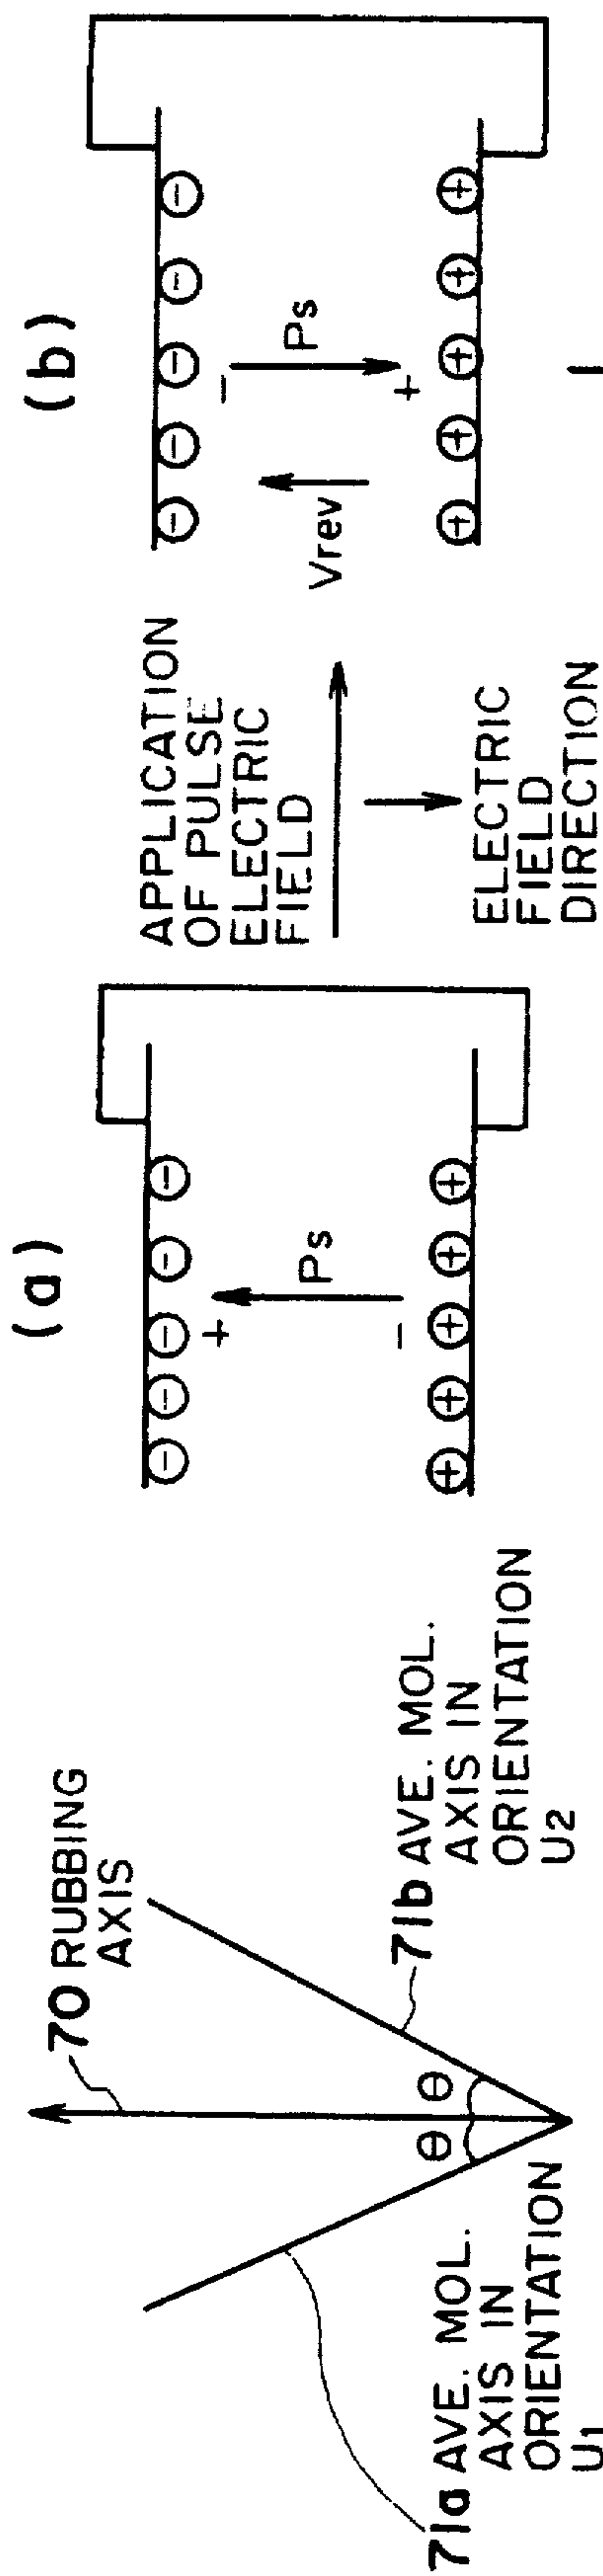 70 RUBBING
AXIS
θ θ
71a AVE. MOL.
AXIS IN
ORIENTATION
U1
71b AVE. MOL.
AXIS IN
ORIENTATION
U2
(a)
− − − − −
+
Ps
−
+ + + + +
APPLICATION
OF PULSE
ELECTRIC
FIELD
ELECTRIC
FIELD
DIRECTION
(b)
− − − − −
−
Ps
Vrev
+
+ + + + +